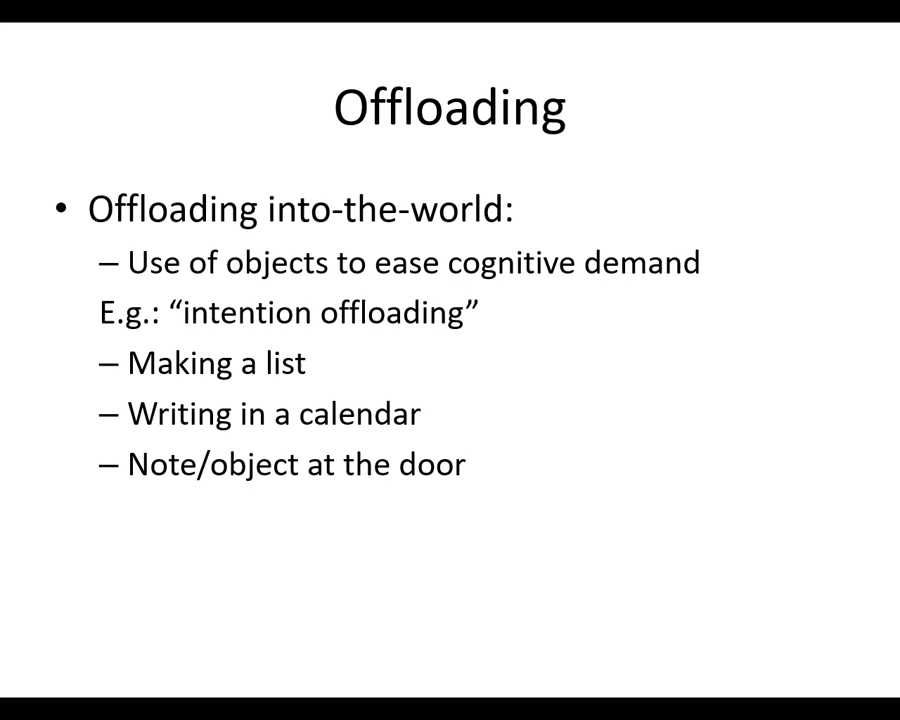 Offloading
• Offloading into-the-world:
– Use of objects to ease cognitive demand
E.g.: “intention offloading”
– Making a list
– Writing in a calendar
– Note/object at the door